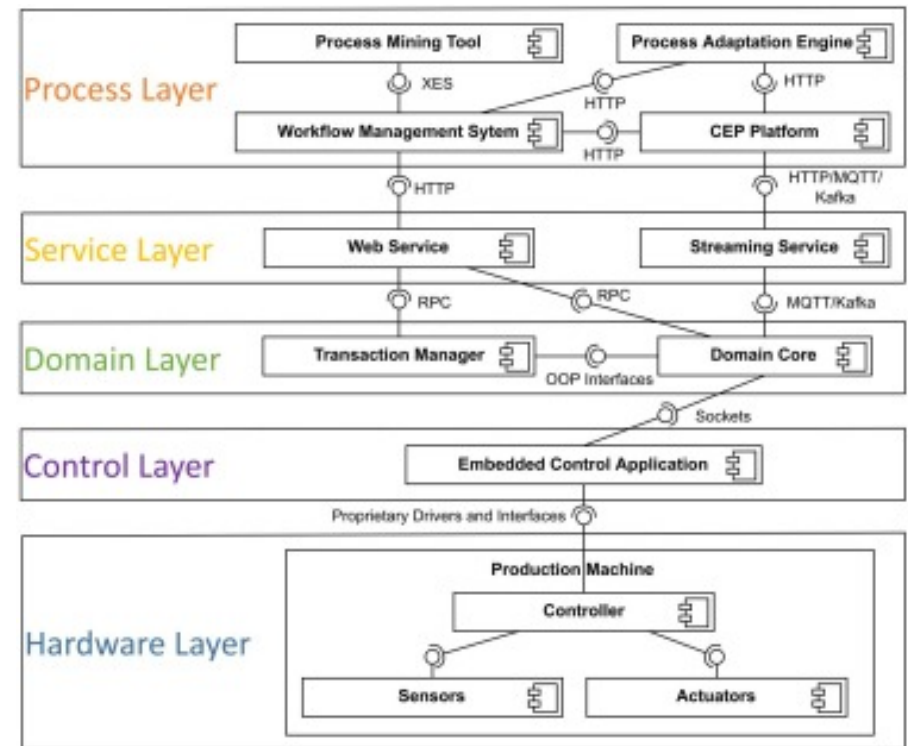 Process Mining Tool
Process Adaptation Engine
Process Layer
XES
HTTP
HTTP
Workflow Management Sytem
CEP Platform
HTTP
HTTP
HTTP/MQTT/
Kafka
Service Layer
Web Service
Streaming Service
RPC
RPC
MQTT/Kafka
Domain Layer
Transaction Manager
Domain Core
OOP Interfaces
Sockets
Control Layer
Embedded Control Application
Proprietary Drivers and Interfaces
Production Machine
Controller
Hardware Layer
Sensors
Actuators